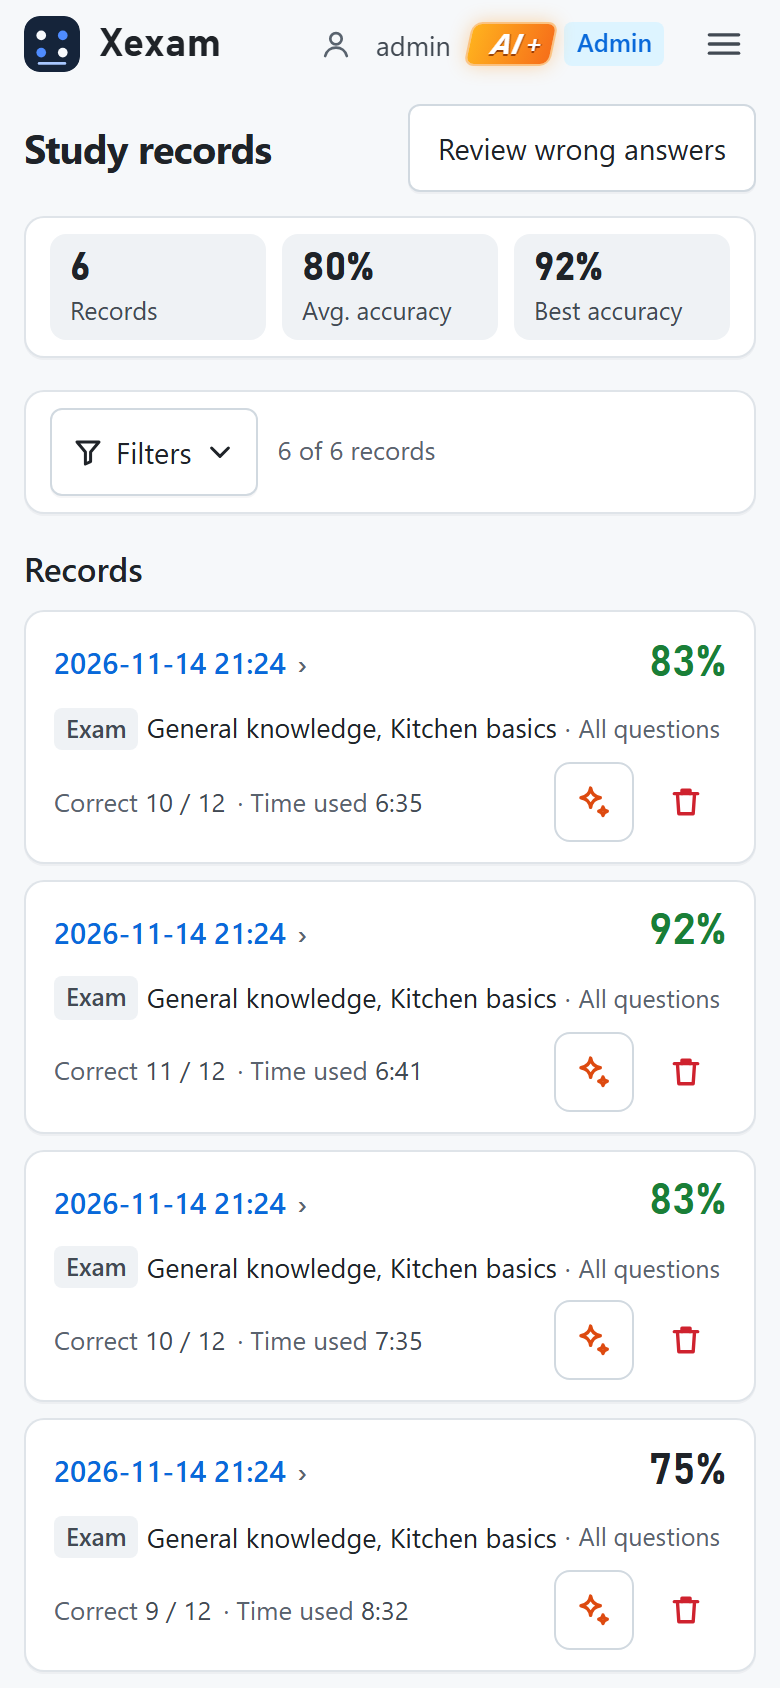 Xexam
admin
AI+
Admin
Study records
Review wrong answers
6
Records
80%
Avg. accuracy
92%
Best accuracy
Filters
6 of 6 records
Records
2026-11-14 21:24 ›
83%
Exam General knowledge, Kitchen basics · All questions
Correct 10 / 12 · Time used 6:35
2026-11-14 21:24 ›
92%
Exam General knowledge, Kitchen basics · All questions
Correct 11 / 12 · Time used 6:41
2026-11-14 21:24 ›
83%
Exam General knowledge, Kitchen basics · All questions
Correct 10 / 12 · Time used 7:35
2026-11-14 21:24 ›
75%
Exam General knowledge, Kitchen basics · All questions
Correct 9 / 12 · Time used 8:32